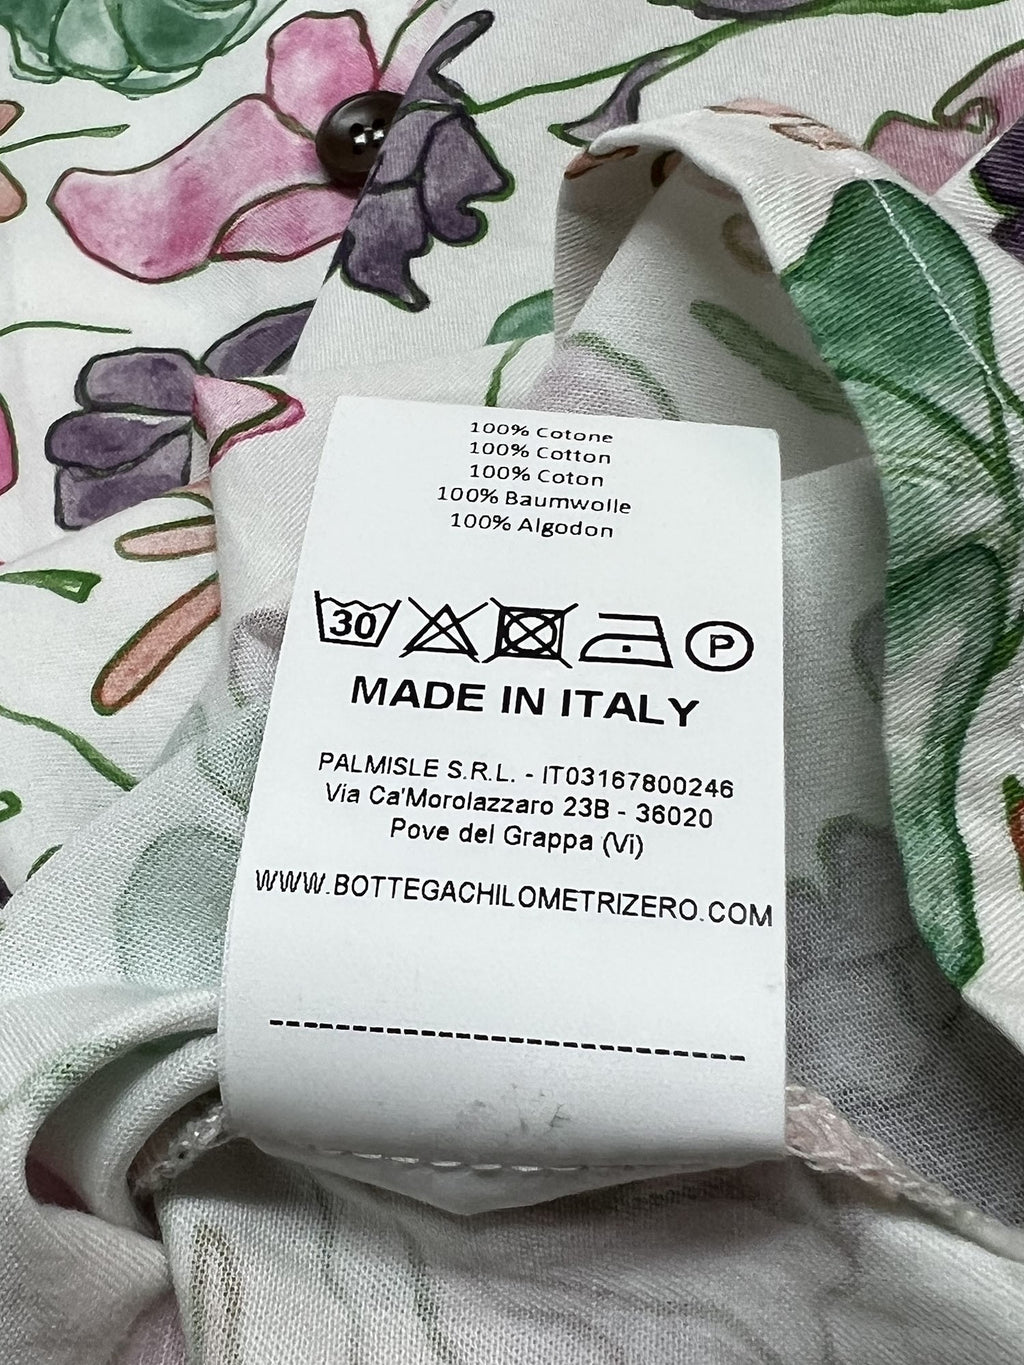 100% Cotone
100% Cotton
100% Coton
100% Baumwolle
100% Algodon
30 P
MADE IN ITALY
PALMISLE S.R.L. - IT03167800246
Via Ca'Morolazzaro 23B - 36020
Pove del Grappa (Vi)
WWW.BOTTEGACHILOMETRIZERO.COM